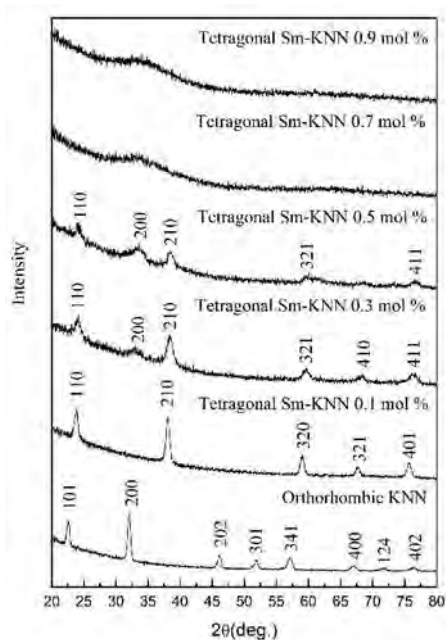 Tetragonal Sm-KNN 0.9 mol %
Tetragonal Sm-KNN 0.7 mol %
Tetragonal Sm-KNN 0.5 mol %
110
200
210
321
411
Tetragonal Sm-KNN 0.3 mol %
110
200
210
321
410
411
Tetragonal Sm-KNN 0.1 mol %
110
210
320
321
401
Orthorhombic KNN
101
200
202
301
341
400
124
402
Intensity
20 25 30 35 40 45 50 55 60 65 70 75 80
2θ(deg.)